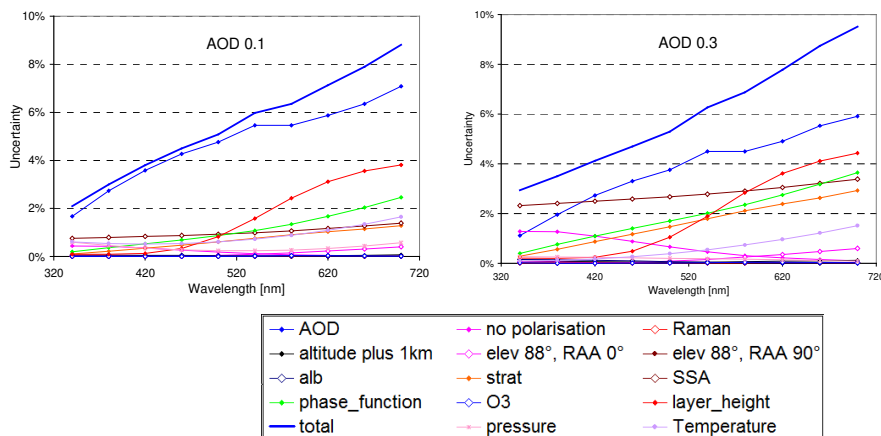 AOD 0.1
10%
8%
6%
4%
2%
0%
Uncertainty
320 420 520 620 720
Wavelength [nm]
AOD 0.3
10%
8%
6%
4%
2%
0%
Uncertainty
320 420 520 620 720
Wavelength [nm]
AOD no polarisation Raman
altitude plus 1km elev 88°, RAA 0° elev 88°, RAA 90°
alb strat SSA
phase_function O3 layer_height
total pressure Temperature